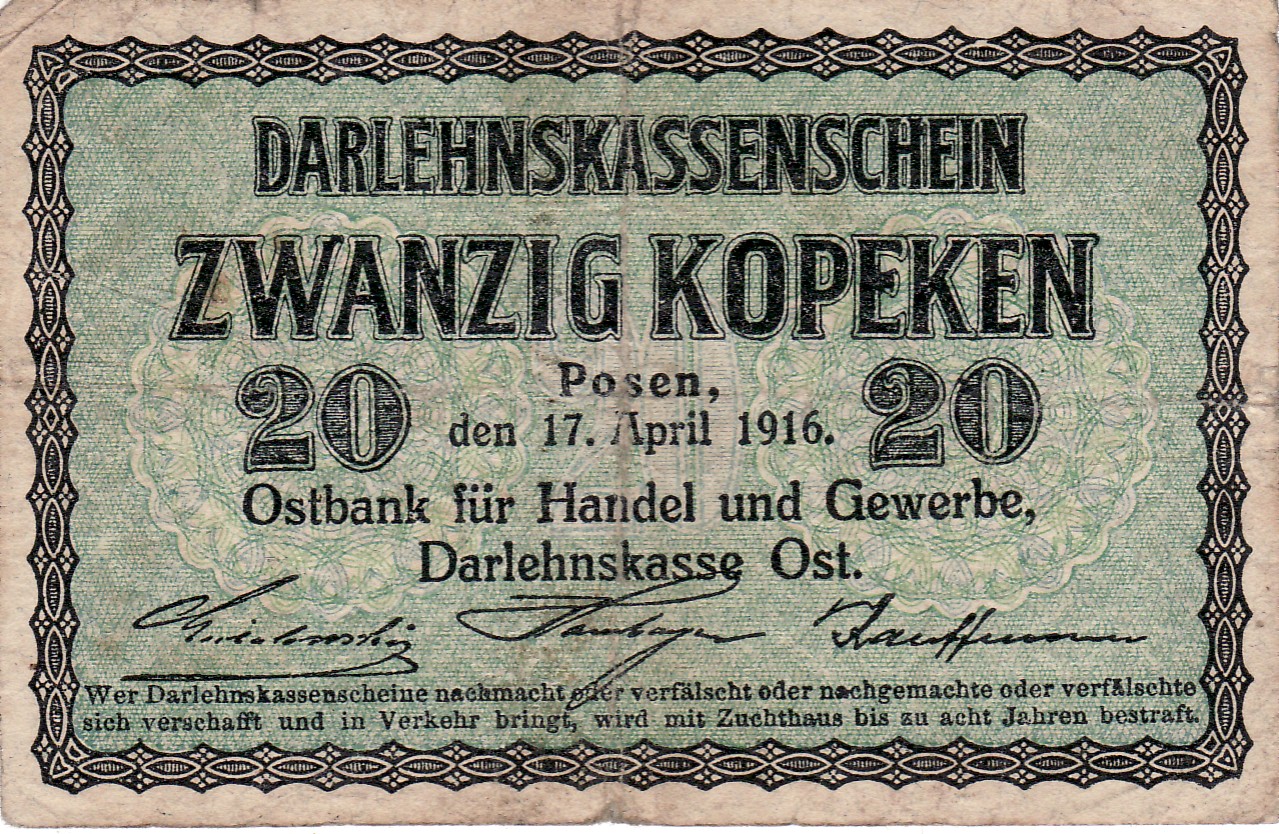 DARLEHNSKASSENSCHEIN
ZWANZIG KOPEKEN
20 Posen, 20
den 17. April 1916.
Ostbank für Handel und Gewerbe,
Darlehnskasse Ost.
Kauffmann
Wer Darlehnskassenscheine nachmacht oder verfälscht oder nachgemachte oder verfälschte
sich verschafft und in Verkehr bringt, wird mit Zuchthaus bis zu acht Jahren bestraft.